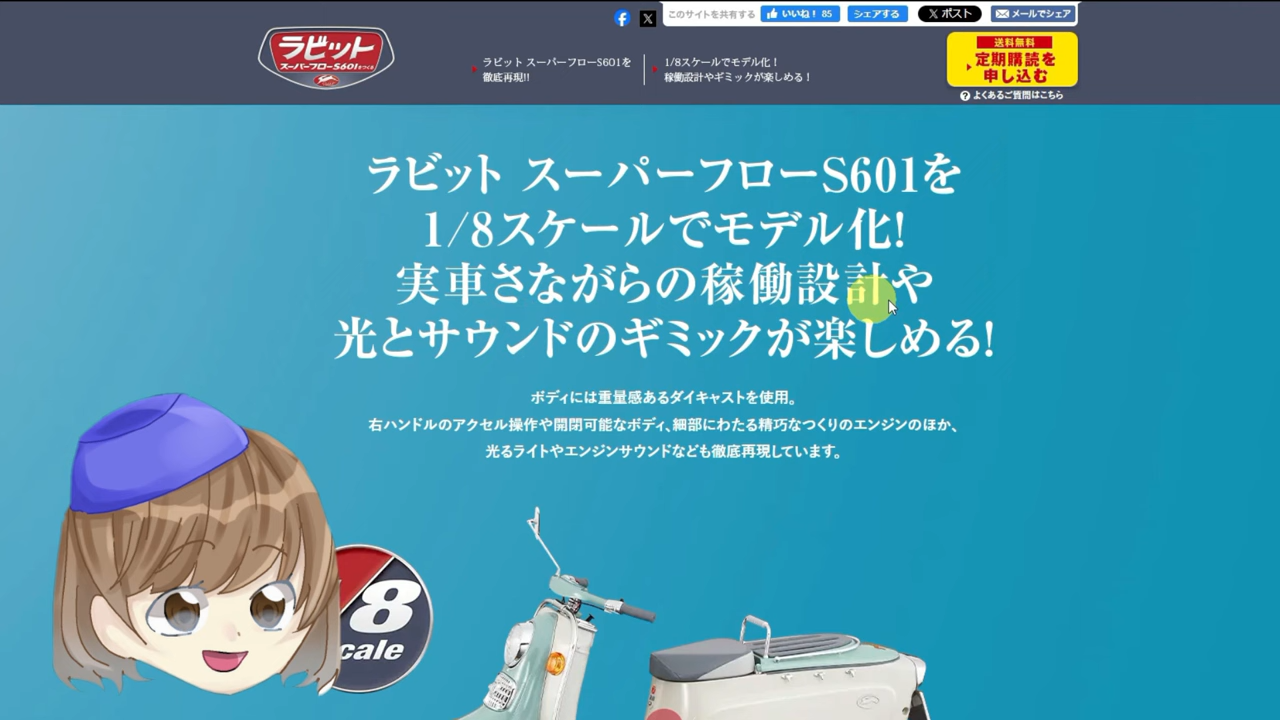 このサイトを共有する
いいね！ 85
シェアする
ポスト
メールでシェア
ラビット
スーパーフローS601をつくる
ラビット スーパーフローS601を
徹底再現!!
1/8スケールでモデル化！
稼働設計やギミックが楽しめる！
送料無料
定期購読を
申し込む
よくあるご質問はこちら
ラビット スーパーフローS601を
1/8スケールでモデル化!
実車さながらの稼働設計や
光とサウンドのギミックが楽しめる!
ボディには重量感あるダイキャストを使用。
右ハンドルのアクセル操作や開閉可能なボディ、細部にわたる精巧なつくりのエンジンのほか、
光るライトやエンジンサウンドなども徹底再現しています。
8
cale